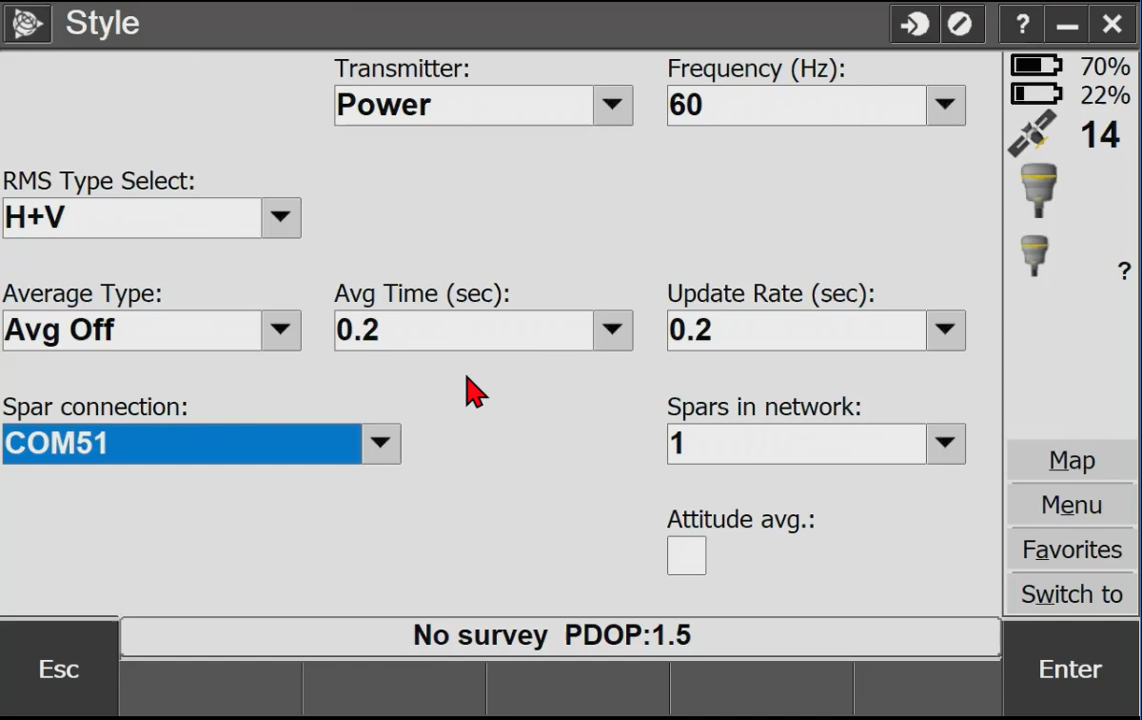 Style
?
Transmitter:
Frequency (Hz):
Power
60
70%
22%
14
RMS Type Select:
H+V
?
Average Type:
Avg Time (sec):
Update Rate (sec):
Avg Off
0.2
0.2
Spar connection:
Spars in network:
COM51
1
Map
Menu
Attitude avg.:
Favorites
Switch to
No survey PDOP:1.5
Esc
Enter